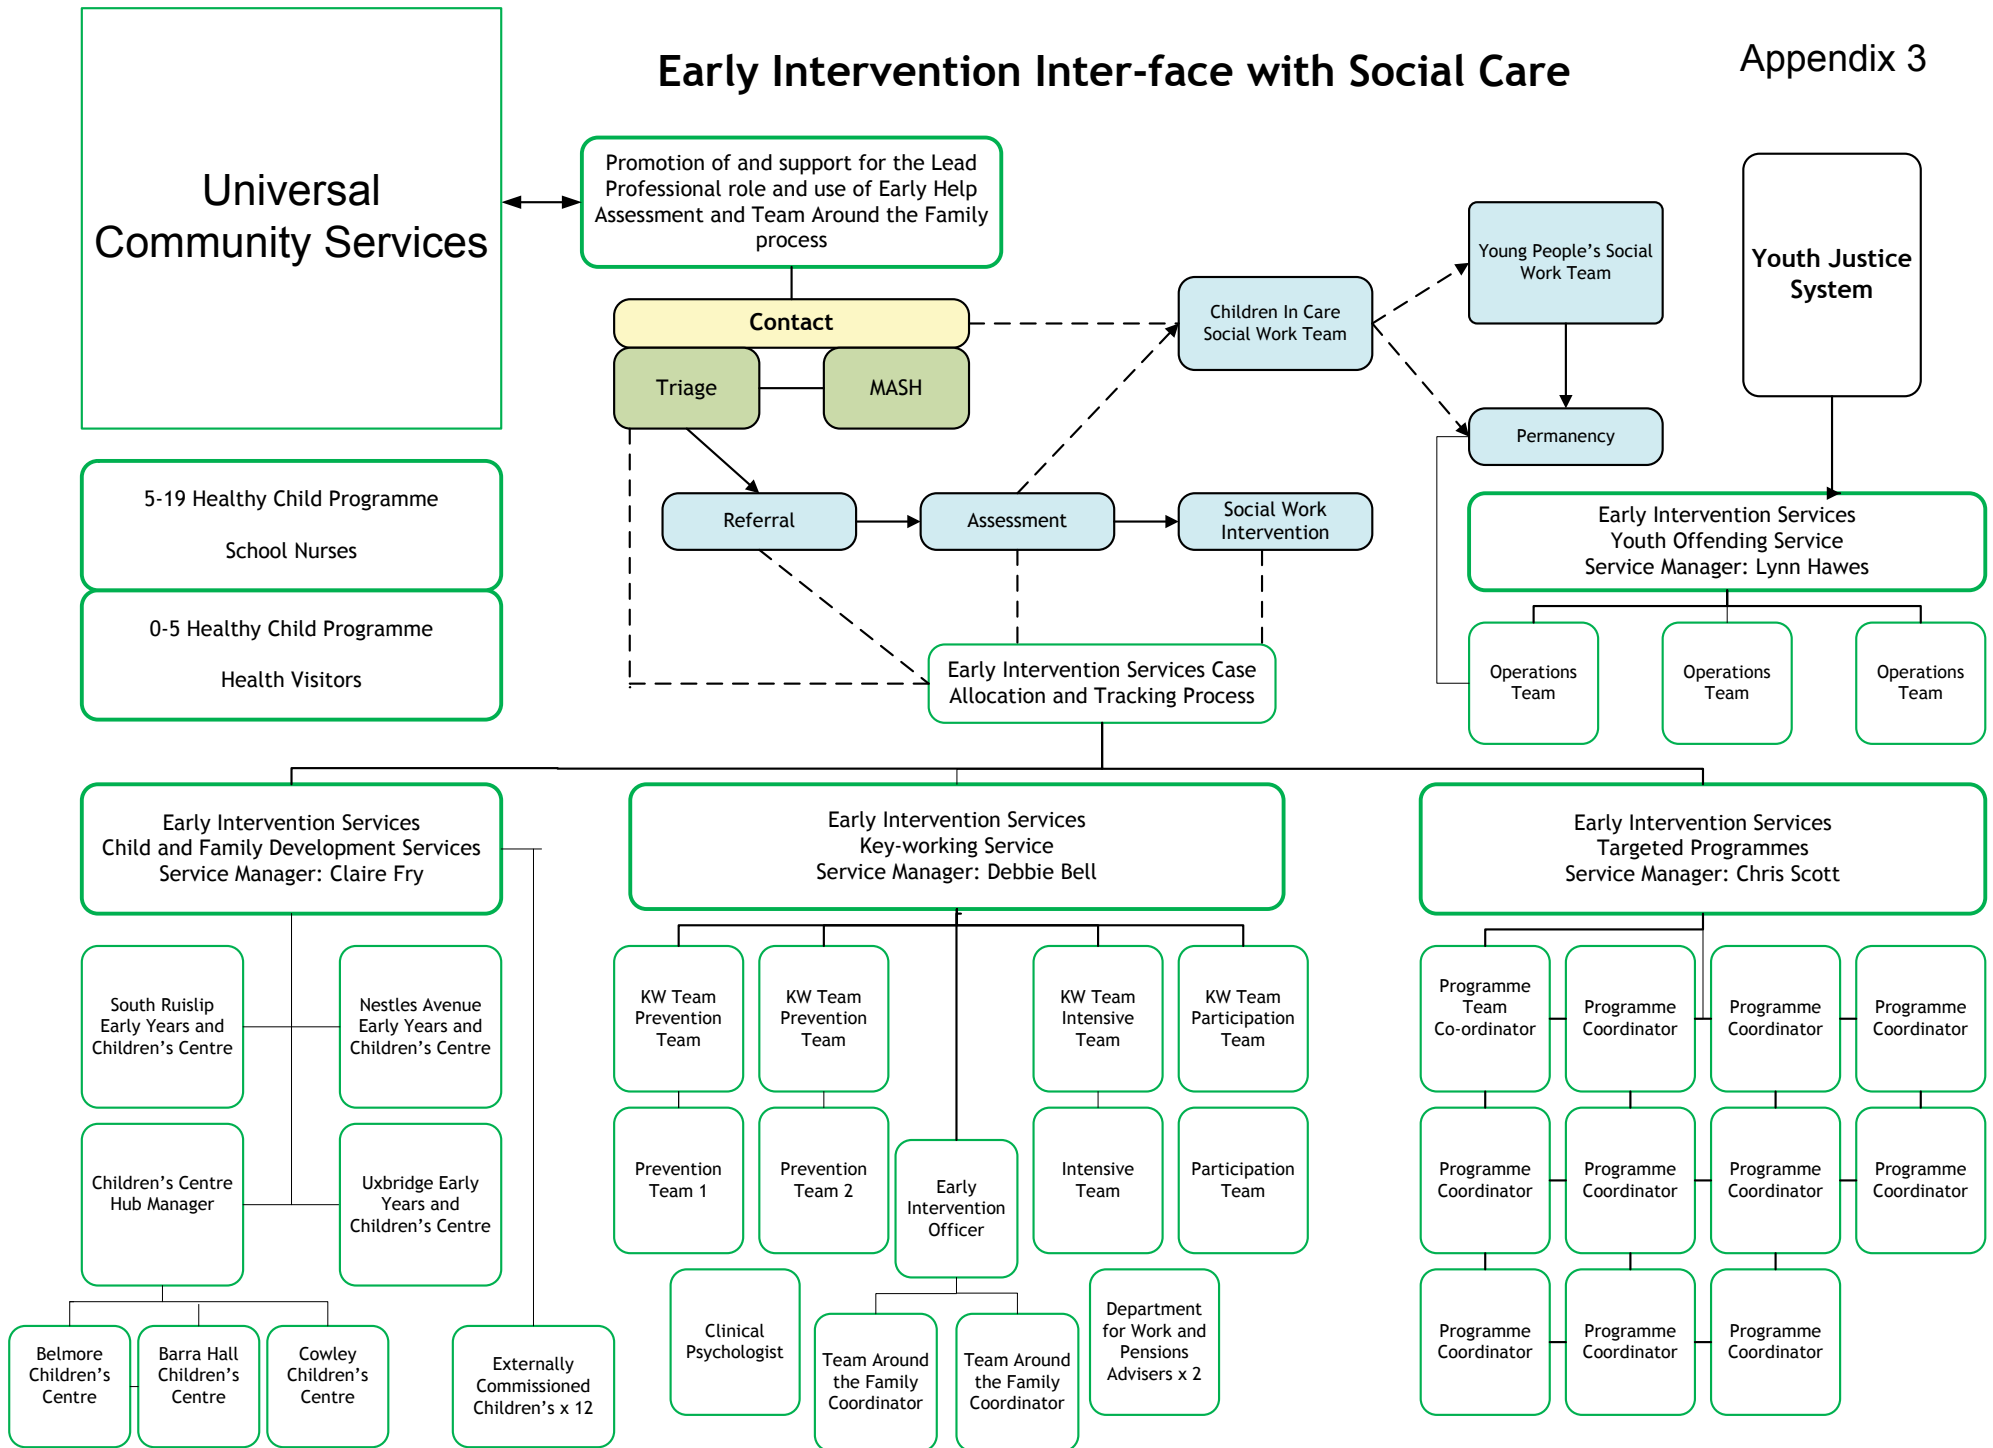 Appendix 3
Early Intervention Inter-face with Social Care
Universal
Community Services
Promotion of and support for the Lead
Professional role and use of Early Help
Assessment and Team Around the Family
process
Contact
Triage
MASH
Children In Care
Social Work Team
Young People’s Social
Work Team
Permanency
Youth Justice
System
5-19 Healthy Child Programme
School Nurses
0-5 Healthy Child Programme
Health Visitors
Referral
Assessment
Social Work
Intervention
Early Intervention Services
Youth Offending Service
Service Manager: Lynn Hawes
Operations
Team
Operations
Team
Operations
Team
Early Intervention Services Case
Allocation and Tracking Process
Early Intervention Services
Child and Family Development Services
Service Manager: Claire Fry
South Ruislip
Early Years and
Children’s Centre
Nestles Avenue
Early Years and
Children’s Centre
Children’s Centre
Hub Manager
Uxbridge Early
Years and
Children’s Centre
Belmore
Children’s
Centre
Barra Hall
Children’s
Centre
Cowley
Children’s
Centre
Externally
Commissioned
Children’s x 12
Early Intervention Services
Key-working Service
Service Manager: Debbie Bell
KW Team
Prevention
Team
KW Team
Prevention
Team
KW Team
Intensive
Team
KW Team
Participation
Team
Prevention
Team 1
Prevention
Team 2
Early
Intervention
Officer
Intensive
Team
Participation
Team
Clinical
Psychologist
Team Around
the Family
Coordinator
Team Around
the Family
Coordinator
Department
for Work and
Pensions
Advisers x 2
Early Intervention Services
Targeted Programmes
Service Manager: Chris Scott
Programme
Team
Co-ordinator
Programme
Coordinator
Programme
Coordinator
Programme
Coordinator
Programme
Coordinator
Programme
Coordinator
Programme
Coordinator
Programme
Coordinator
Programme
Coordinator
Programme
Coordinator
Programme
Coordinator